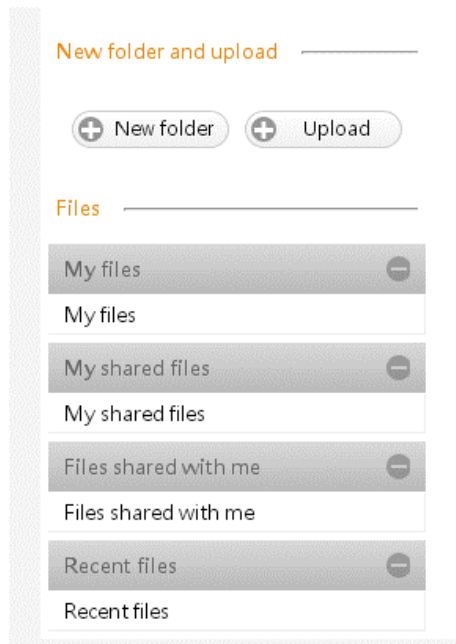 New folder and upload
New folder
Upload
Files
My files
My files
My shared files
My shared files
Files shared with me
Files shared with me
Recent files
Recent files